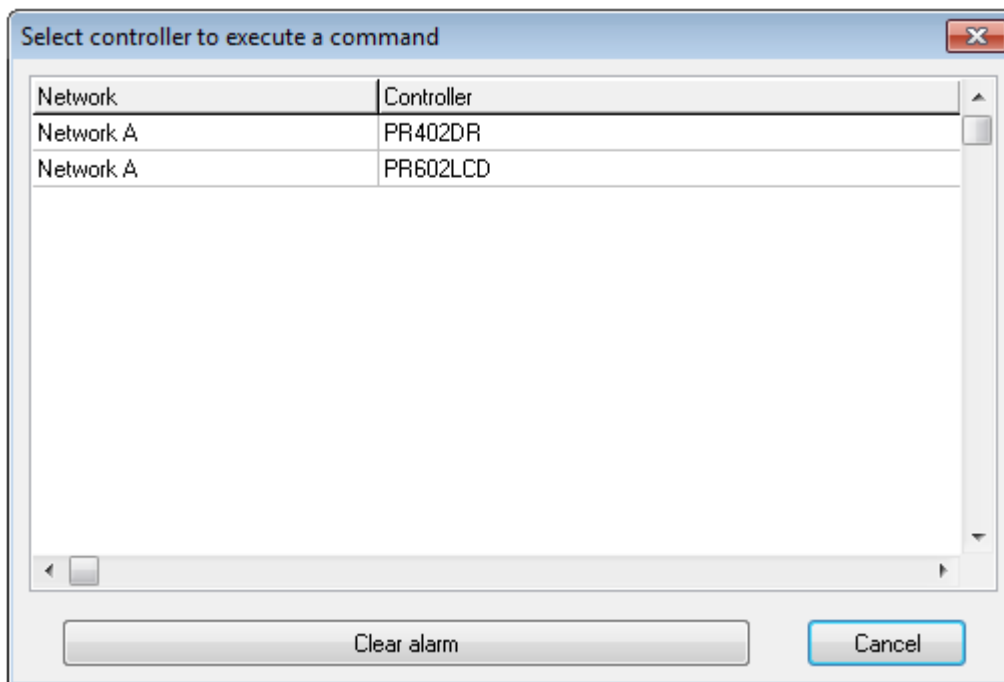 Select controller to execute a command
Network Controller
Network A PR402DR
Network A PR602LCD
Clear alarm Cancel